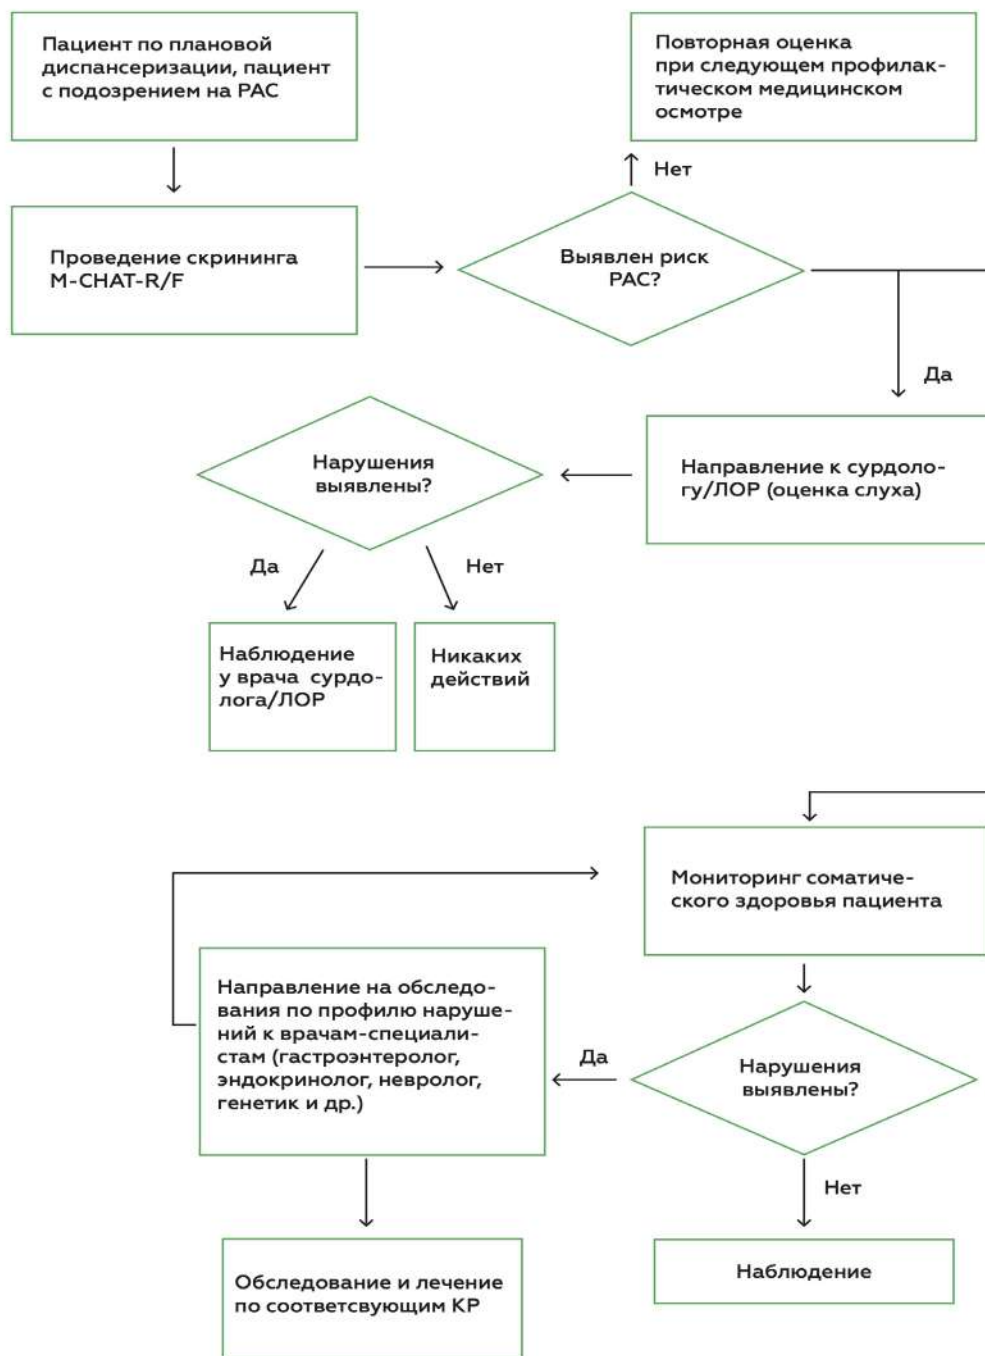 Пациент по плановой
диспансеризации, пациент
с подозрением на РАС
Повторная оценка
при следующем профилак-
тическом медицинском
осмотре
Нет
Проведение скрининга
M-CHAT-R/F
Выявлен риск
РАС?
Да
Нарушения
выявлены?
Направление к сурдоло-
гу/ЛОР (оценка слуха)
Да
Нет
Наблюдение
у врача сурдо-
лога/ЛОР
Никаких
действий
Мониторинг соматиче-
ского здоровья пациента
Направление на обследо-
вания по профилю наруше-
ний к врачам-специали-
стам (гастроэнтеролог,
эндокринолог, невролог,
генетик и др.)
Да
Нарушения
выявлены?
Нет
Обследование и лечение
по соответсвующим КР
Наблюдение